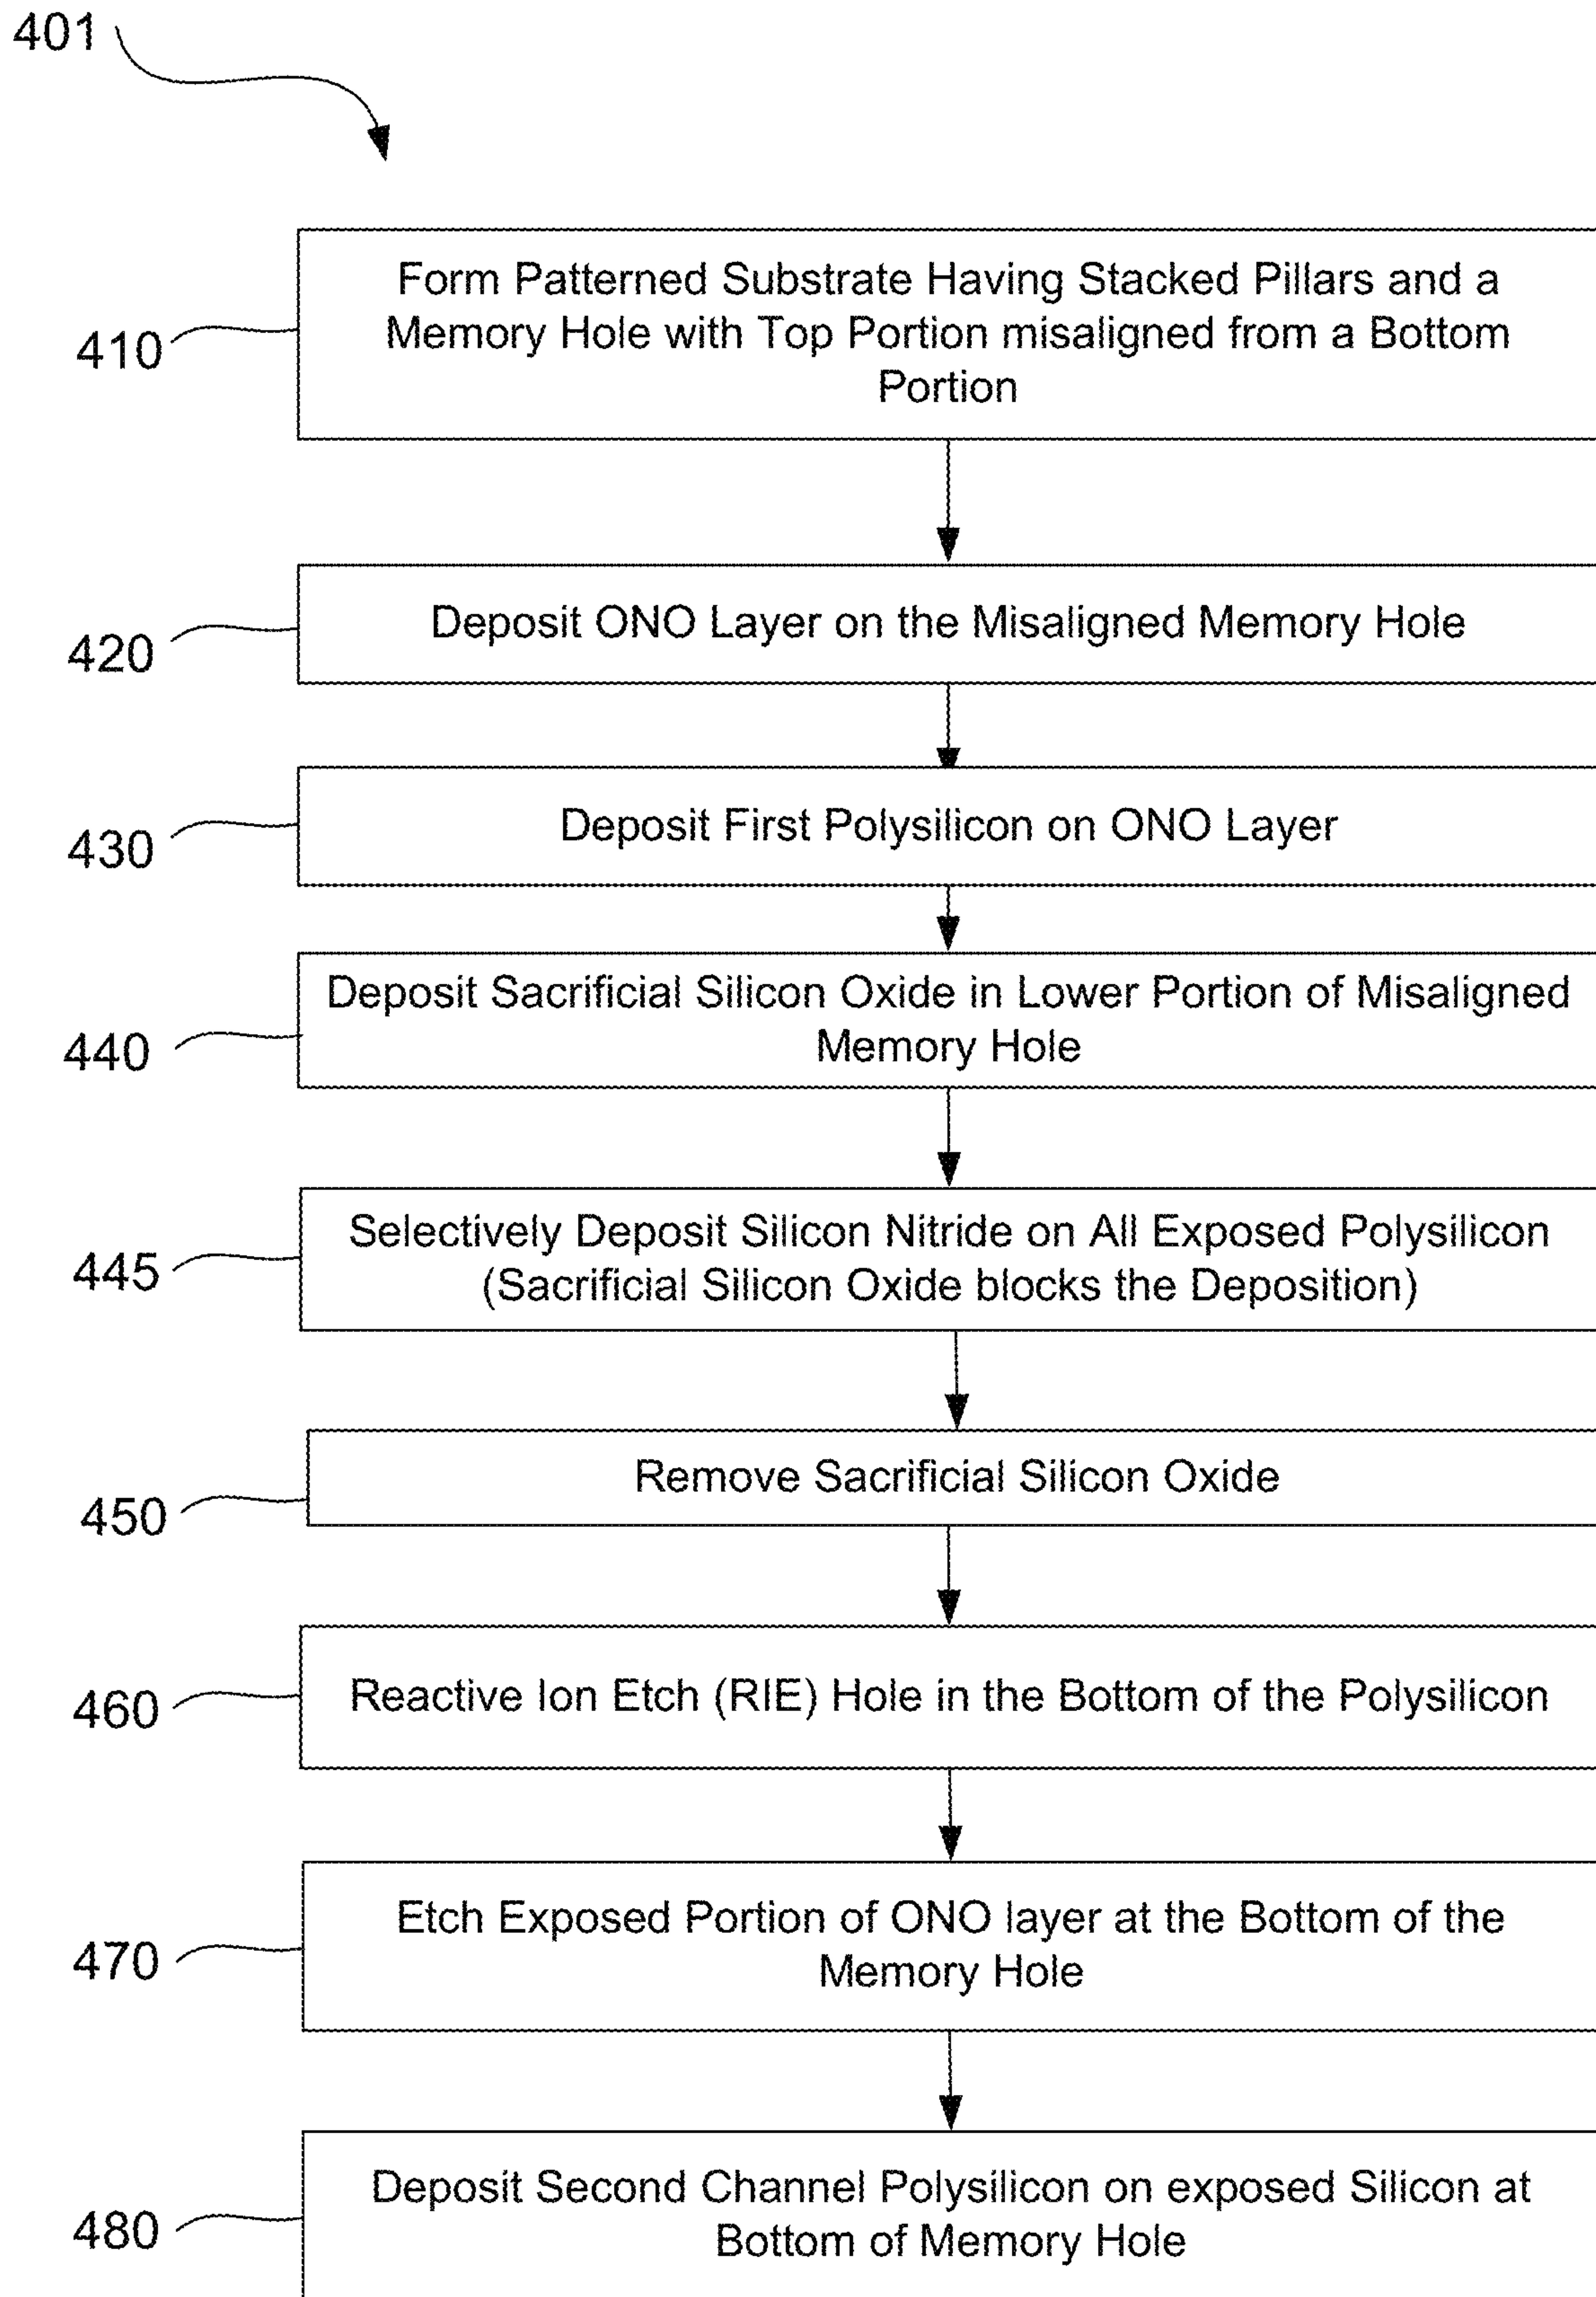 401
Form Patterned Substrate Having Stacked Pillars and a
Memory Hole with Top Portion misaligned from a Bottom
Portion
410
Deposit ONO Layer on the Misaligned Memory Hole
420
Deposit First Polysilicon on ONO Layer
430
Deposit Sacrificial Silicon Oxide in Lower Portion of Misaligned
Memory Hole
440
Selectively Deposit Silicon Nitride on All Exposed Polysilicon
(Sacrificial Silicon Oxide blocks the Deposition)
445
Remove Sacrificial Silicon Oxide
450
Reactive Ion Etch (RIE) Hole in the Bottom of the Polysilicon
460
Etch Exposed Portion of ONO layer at the Bottom of the
Memory Hole
470
Deposit Second Channel Polysilicon on exposed Silicon at
Bottom of Memory Hole
480